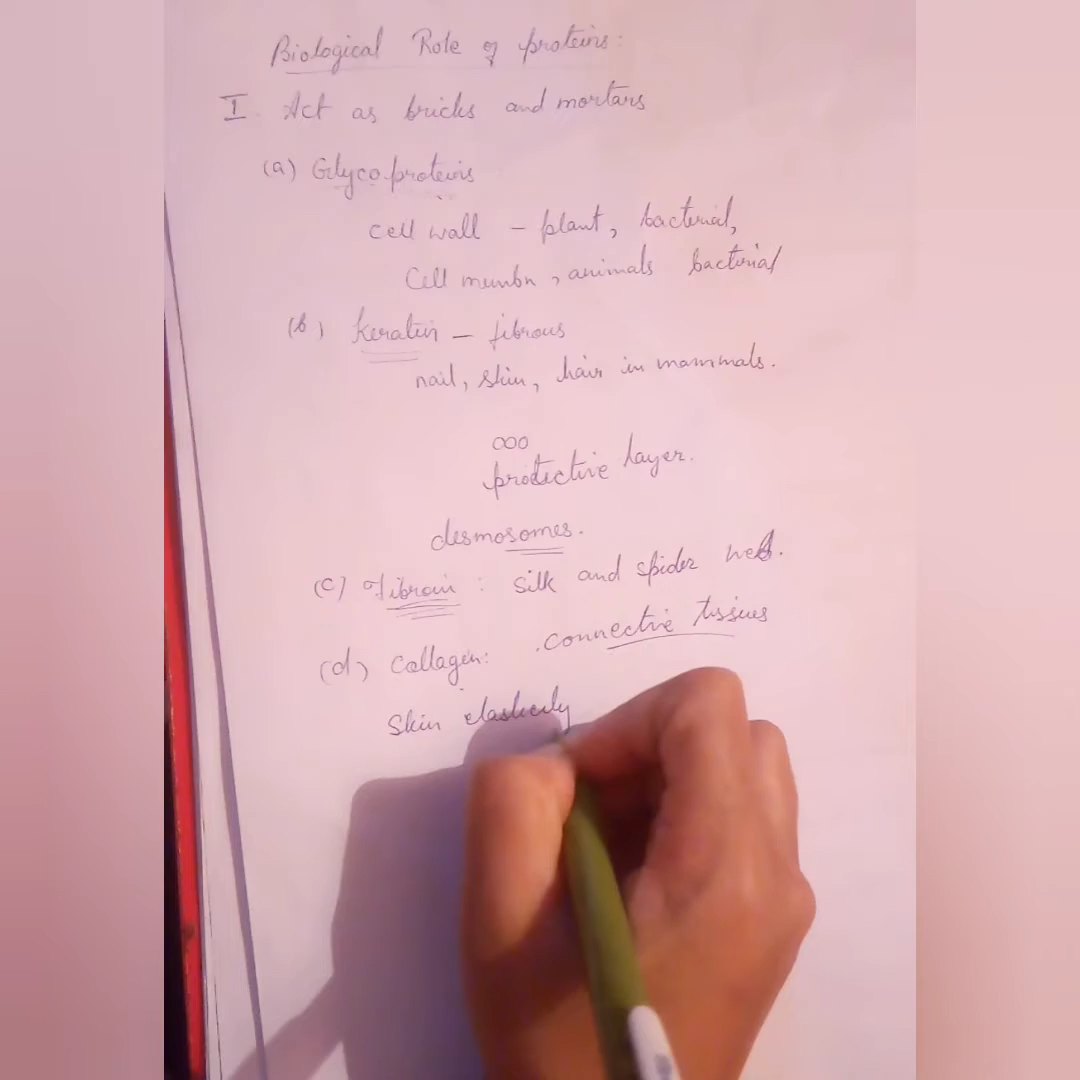 Biological Role of proteins:
I. Act as bricks and mortars
(a) Glycoproteins
cell wall – plant, bacterial,
Cell membn, animals bacterial
(b) Keratin – fibrous
nail, skin, hair in mammals.
ooo
protective layer.
desmosomes.
(c) Fibroin : silk and spider web.
(d) Collagen: connective tissues
Skin elasticity